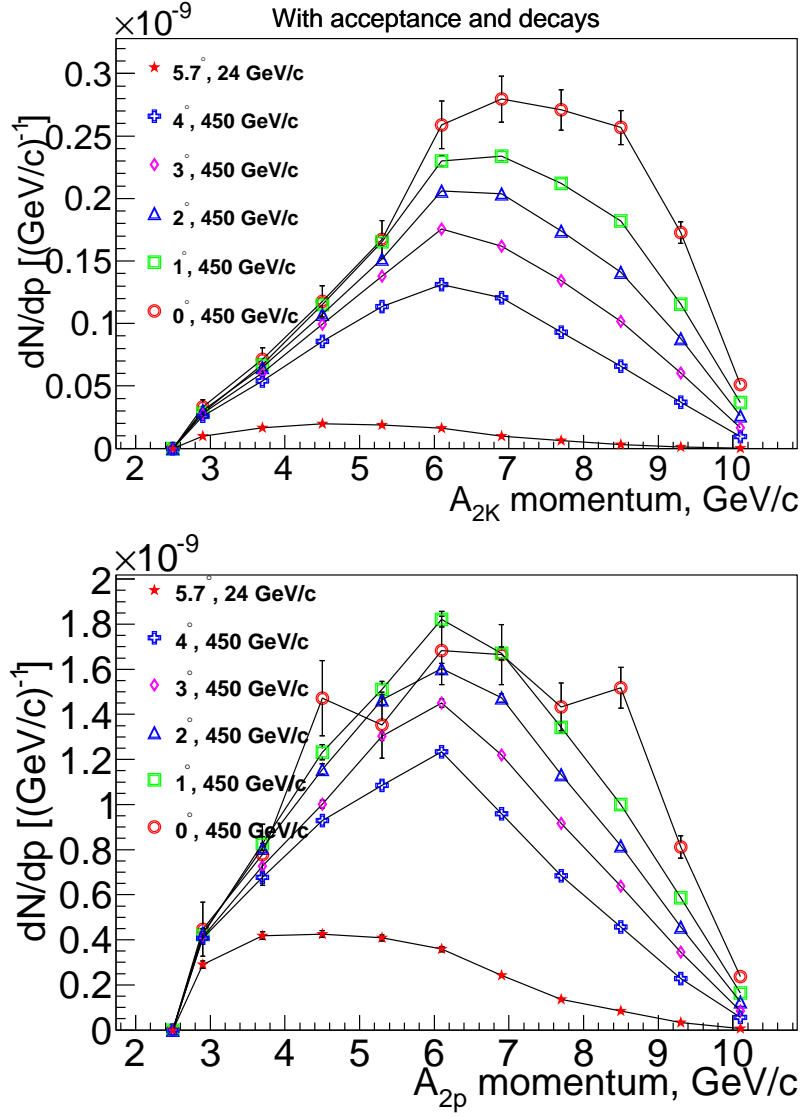 With acceptance and decays
×10⁻⁹
dN/dp [(GeV/c)⁻¹]
0.3
0.25
0.2
0.15
0.1
0.05
0
5.7°, 24 GeV/c
4°, 450 GeV/c
3°, 450 GeV/c
2°, 450 GeV/c
1°, 450 GeV/c
0°, 450 GeV/c
2 3 4 5 6 7 8 9 10
A₂K momentum, GeV/c
×10⁻⁹
dN/dp [(GeV/c)⁻¹]
2
1.8
1.6
1.4
1.2
1
0.8
0.6
0.4
0.2
0
5.7°, 24 GeV/c
4°, 450 GeV/c
3°, 450 GeV/c
2°, 450 GeV/c
1°, 450 GeV/c
0°, 450 GeV/c
2 3 4 5 6 7 8 9 10
A₂p momentum, GeV/c